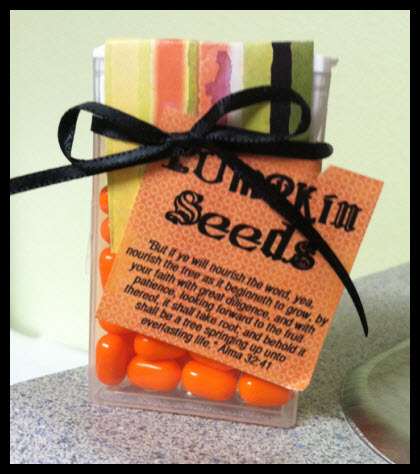 PUMPKin
Seeds
"But if ye will nourish the word, yea,
nourish the tree as it beginneth to grow, by
your faith with great diligence, and with
patience, looking forward to the fruit
thereof, it shall take root; and behold it
shall be a tree springing up unto
everlasting life." Alma 32:41